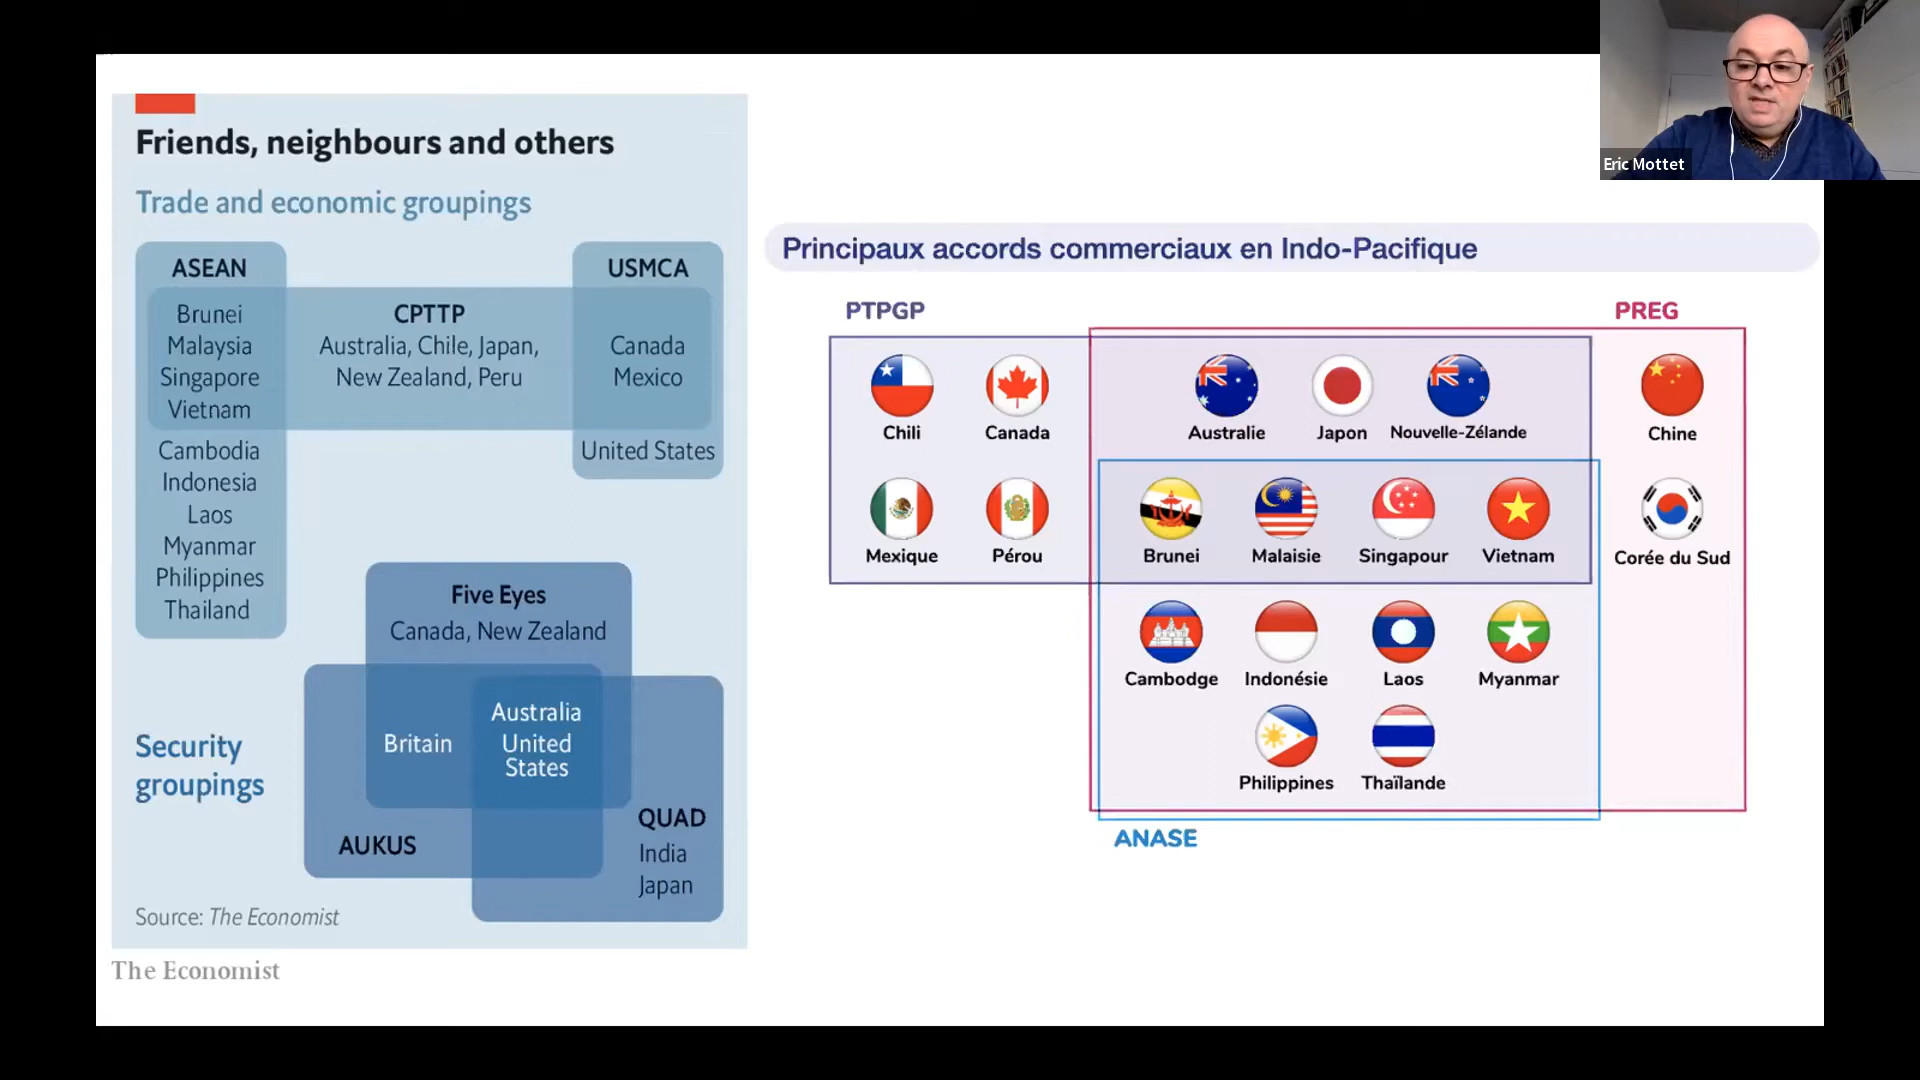 Eric Mottet
Friends, neighbours and others
Trade and economic groupings
ASEAN
Brunei
Malaysia
Singapore
Vietnam
Cambodia
Indonesia
Laos
Myanmar
Philippines
Thailand
CPTTP
Australia, Chile, Japan,
New Zealand, Peru
USMCA
Canada
Mexico
United States
Five Eyes
Canada, New Zealand
Security
groupings
Britain
Australia
United
States
AUKUS
QUAD
India
Japan
Source: The Economist
The Economist
Principaux accords commerciaux en Indo-Pacifique
PTPGP
PREG
Chili
Canada
Australie
Japon
Nouvelle-Zélande
Chine
Mexique
Pérou
Brunei
Malaisie
Singapour
Vietnam
Corée du Sud
Cambodge
Indonésie
Laos
Myanmar
Philippines
Thaïlande
ANASE